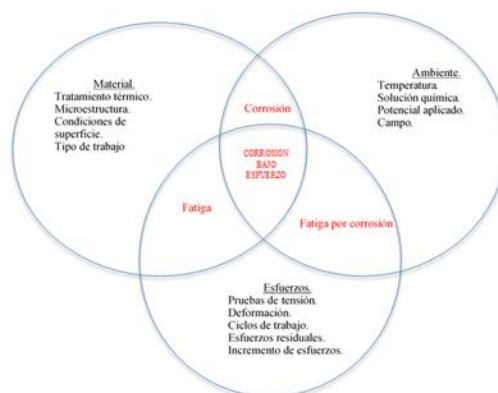 Material.
Tratamiento térmico.
Microestructura.
Condiciones de
superficie.
Tipo de trabajo
Ambiente.
Temperatura.
Solución química.
Potencial aplicado.
Campo.
Corrosión
CORROSION
BAJO
ESFUERZO
Fatiga
Fatiga por corrosión
Esfuerzos.
Pruebas de tensión.
Deformación.
Ciclos de trabajo.
Esfuerzos residuales.
Incremento de esfuerzos.